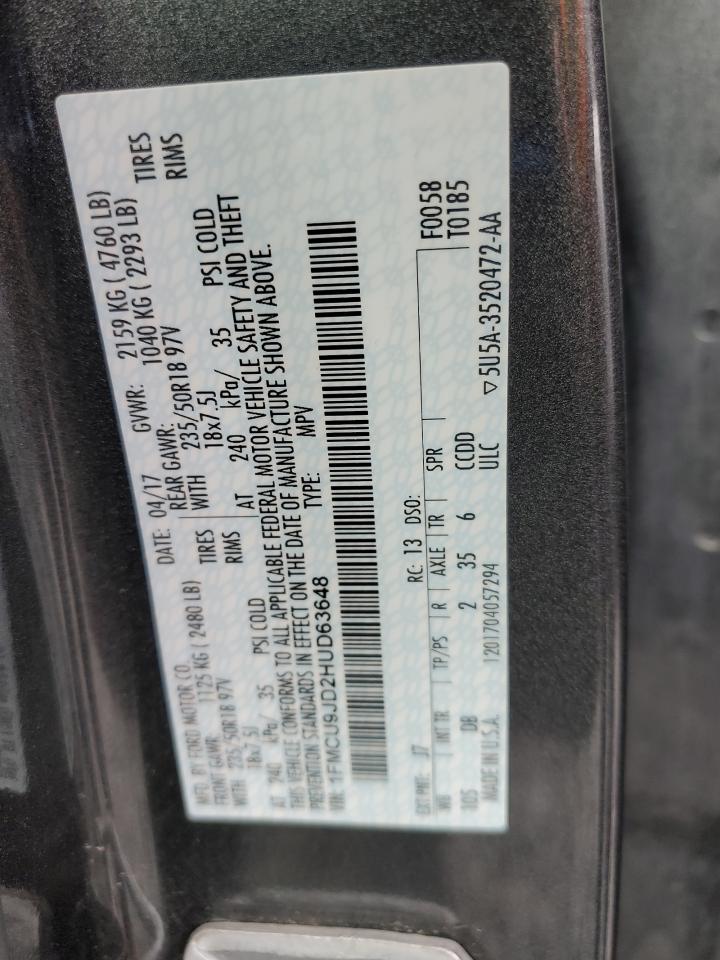 MFD. BY FORD MOTOR CO. DATE: 04/17 GVWR: 2159 KG ( 4760 LB)
FRONT GAWR: 1125 KG ( 2480 LB) REAR GAWR: 1040 KG ( 2293 LB)
WITH 235/50R18 97V TIRES WITH 235/50R18 97V TIRES
18x7.5J RIMS 18x7.5J RIMS
AT 240 kPa/ 35 PSI COLD AT 240 kPa/ 35 PSI COLD
THIS VEHICLE CONFORMS TO ALL APPLICABLE FEDERAL MOTOR VEHICLE SAFETY AND THEFT
PREVENTION STANDARDS IN EFFECT ON THE DATE OF MANUFACTURE SHOWN ABOVE.
VIN: 1FMCU9JD2HUD63648 TYPE: MPV
F0058
EXT PNT: J7 RC: 13 DSO: T0185
WB INT TR TP/PS R AXLE TR SPR
105 DB 2 35 6 CCDD
MADE IN U.S.A. 1201704057294 ULC ▽5U5A-3520472-AA